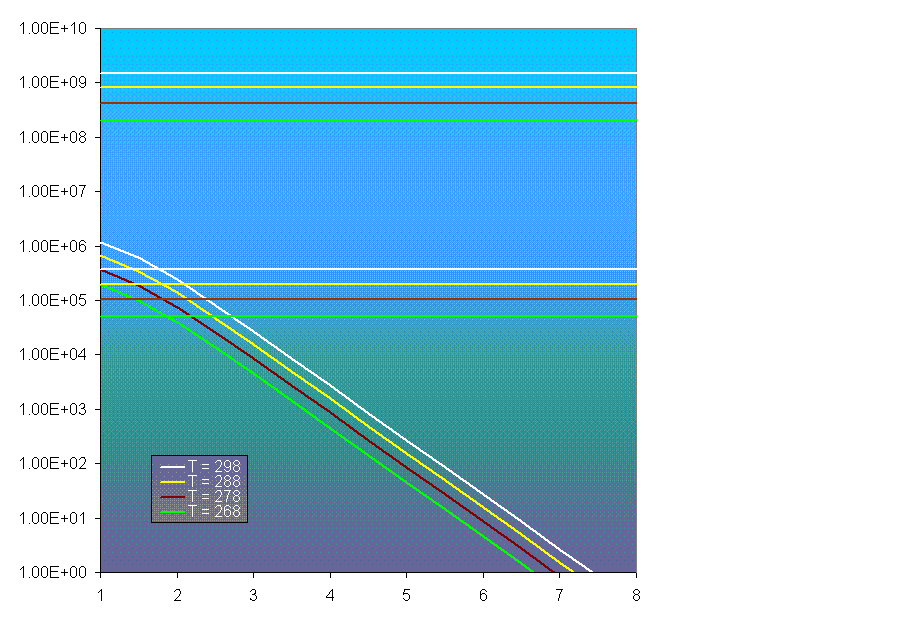 1.00E+10
1.00E+09
1.00E+08
1.00E+07
1.00E+06
1.00E+05
1.00E+04
1.00E+03
1.00E+02
1.00E+01
1.00E+00
T = 298
T = 288
T = 278
T = 268
1 2 3 4 5 6 7 8